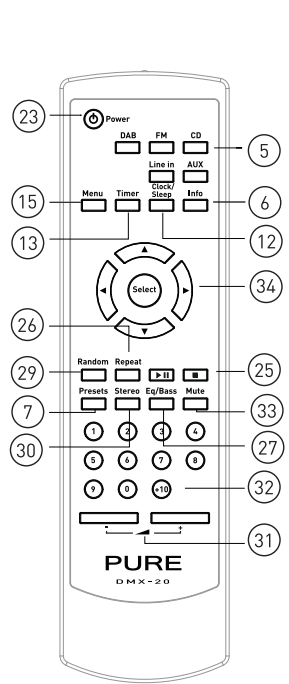 23
Power
DAB FM CD
5
Line in AUX
15
Menu Timer Clock/
Sleep Info
6
13
12
Select
34
26
29
Random Repeat
25
7
Presets Stereo Eq/Bass Mute
33
30
27
1 2 3 4
5 6 7 8
9 0 +10
32
- +
31
PURE
DMX-20